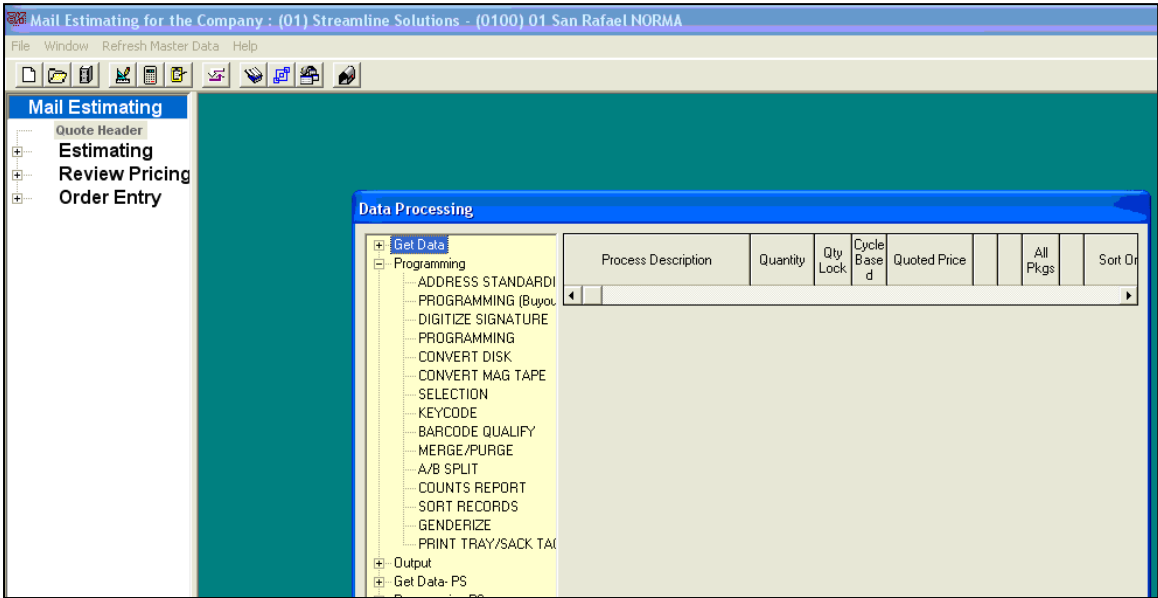 Mail Estimating for the Company : (01) Streamline Solutions - (0100) 01 San Rafael NORMA
File Window Refresh Master Data Help
Mail Estimating
Quote Header
Estimating
Review Pricing
Order Entry
Data Processing
Get Data
Programming
ADDRESS STANDARDI
PROGRAMMING (Buyou
DIGITIZE SIGNATURE
PROGRAMMING
CONVERT DISK
CONVERT MAG TAPE
SELECTION
KEYCODE
BARCODE QUALIFY
MERGE/PURGE
A/B SPLIT
COUNTS REPORT
SORT RECORDS
GENDERIZE
PRINT TRAY/SACK TAG
Output
Get Data- PS
Process Description
Quantity
Qty
Lock
Cycle
Base
d
Quoted Price
All
Pkgs
Sort Or